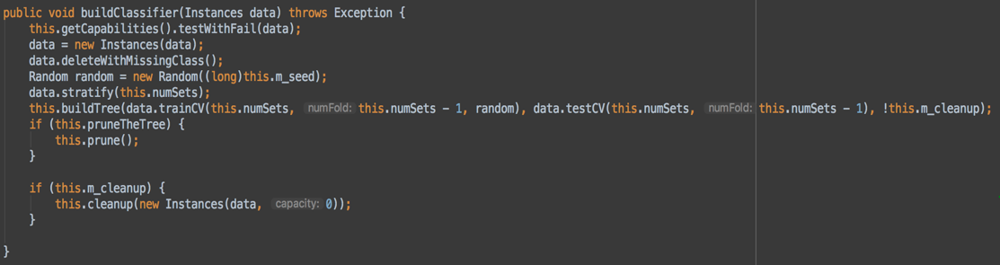 public void buildClassifier(Instances data) throws Exception {
    this.getCapabilities().testWithFail(data);
    data = new Instances(data);
    data.deleteWithMissingClass();
    Random random = new Random((long)this.m_seed);
    data.stratify(this.numSets);
    this.buildTree(data.trainCV(this.numSets, numFold: this.numSets - 1, random), data.testCV(this.numSets, numFold: this.numSets - 1), !this.m_cleanup);
    if (this.pruneTheTree) {
        this.prune();
    }
    if (this.m_cleanup) {
        this.cleanup(new Instances(data, capacity: 0));
    }
}